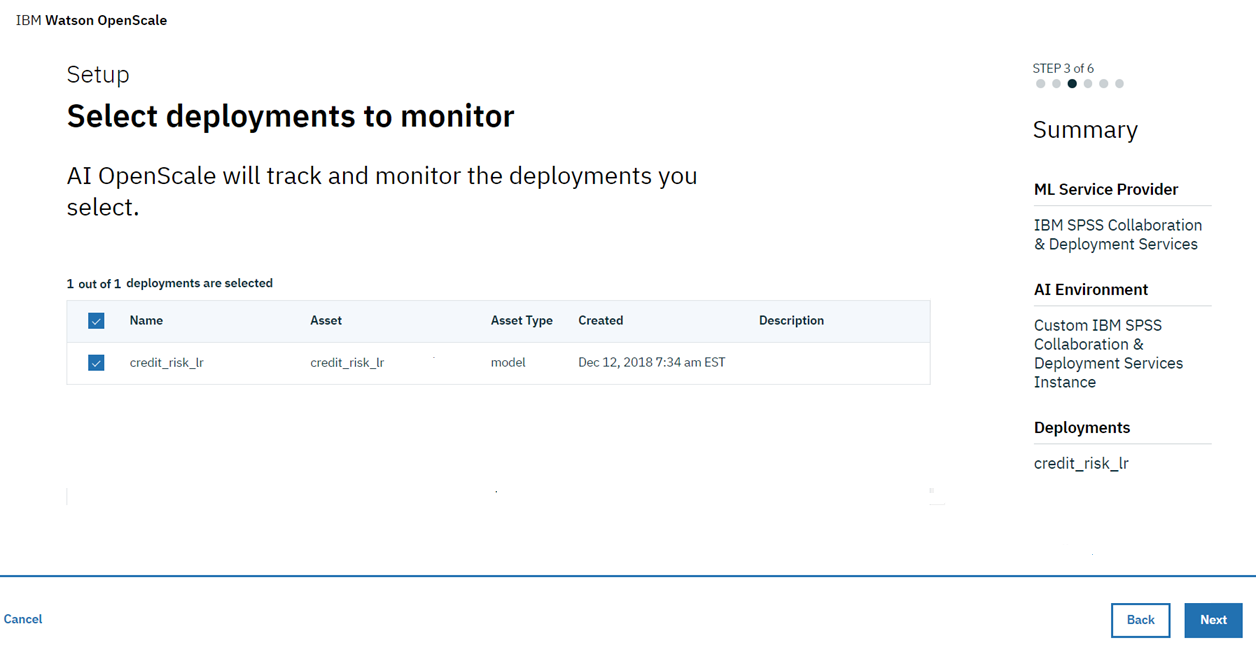 IBM Watson OpenScale
Setup
Select deployments to monitor
AI OpenScale will track and monitor the deployments you
select.
1 out of 1 deployments are selected
Name Asset Asset Type Created Description
credit_risk_lr credit_risk_lr model Dec 12, 2018 7:34 am EST
STEP 3 of 6
Summary
ML Service Provider
IBM SPSS Collaboration
& Deployment Services
AI Environment
Custom IBM SPSS
Collaboration &
Deployment Services
Instance
Deployments
credit_risk_lr
Cancel
Back
Next